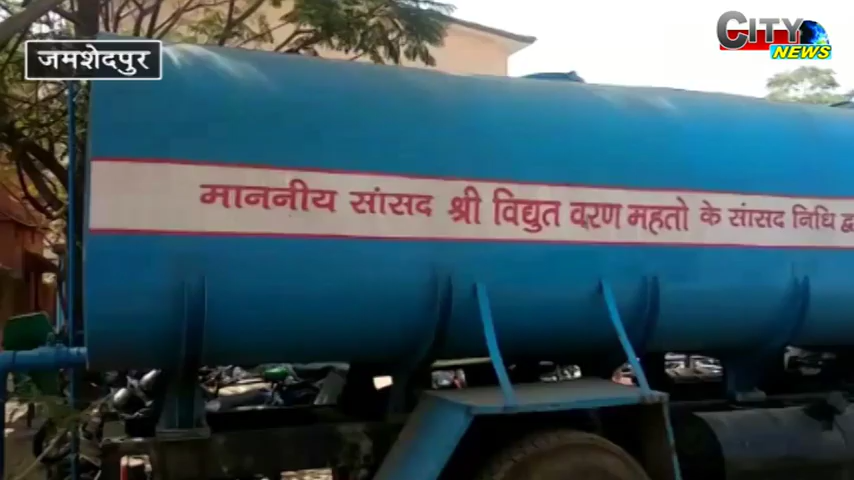 CITY
NEWS
जमशेदपुर
माननीय सांसद श्री विद्युत वरण महतो के सांसद निधि द्व